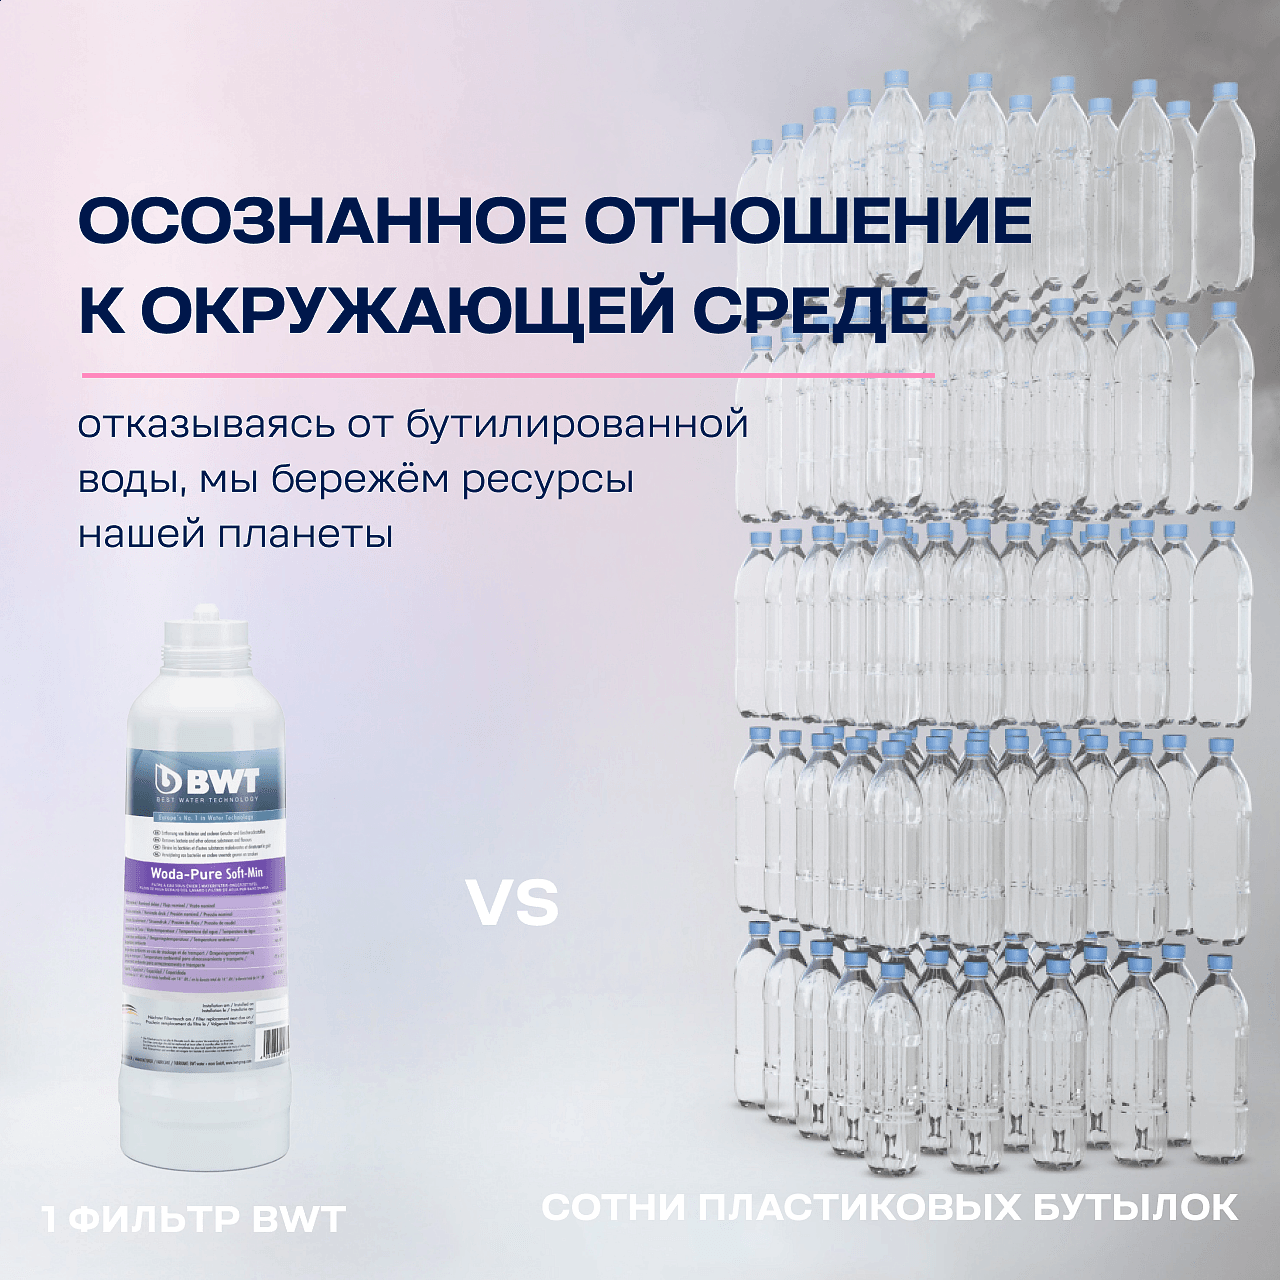 ОСОЗНАННОЕ ОТНОШЕНИЕ
К ОКРУЖАЮЩЕЙ СРЕДЕ
отказываясь от бутилированной
воды, мы бережём ресурсы
нашей планеты
BWT
BEST WATER TECHNOLOGY
Europe's No. 1 in Water Technology
Woda-Pure Soft-Min
VS
1 ФИЛЬТР BWT
СОТНИ ПЛАСТИКОВЫХ БУТЫЛОК